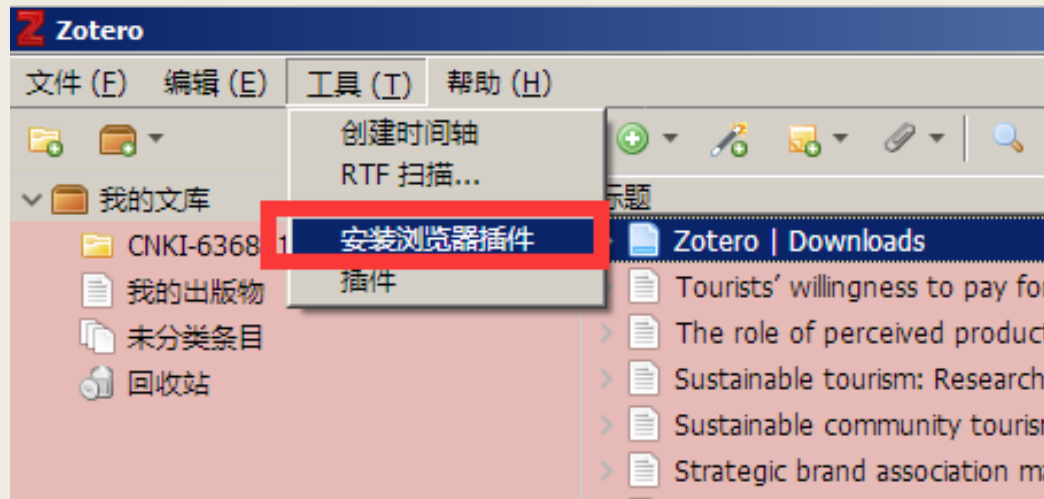 Zotero
文件 (F) 编辑 (E) 工具 (T) 帮助 (H)
创建时间轴
RTF 扫描...
安装浏览器插件
插件
我的文库
CNKI-6368
我的出版物
未分类条目
回收站
标题
Zotero | Downloads
Tourists' willingness to pay for
The role of perceived product
Sustainable tourism: Research
Sustainable community tourism
Strategic brand association